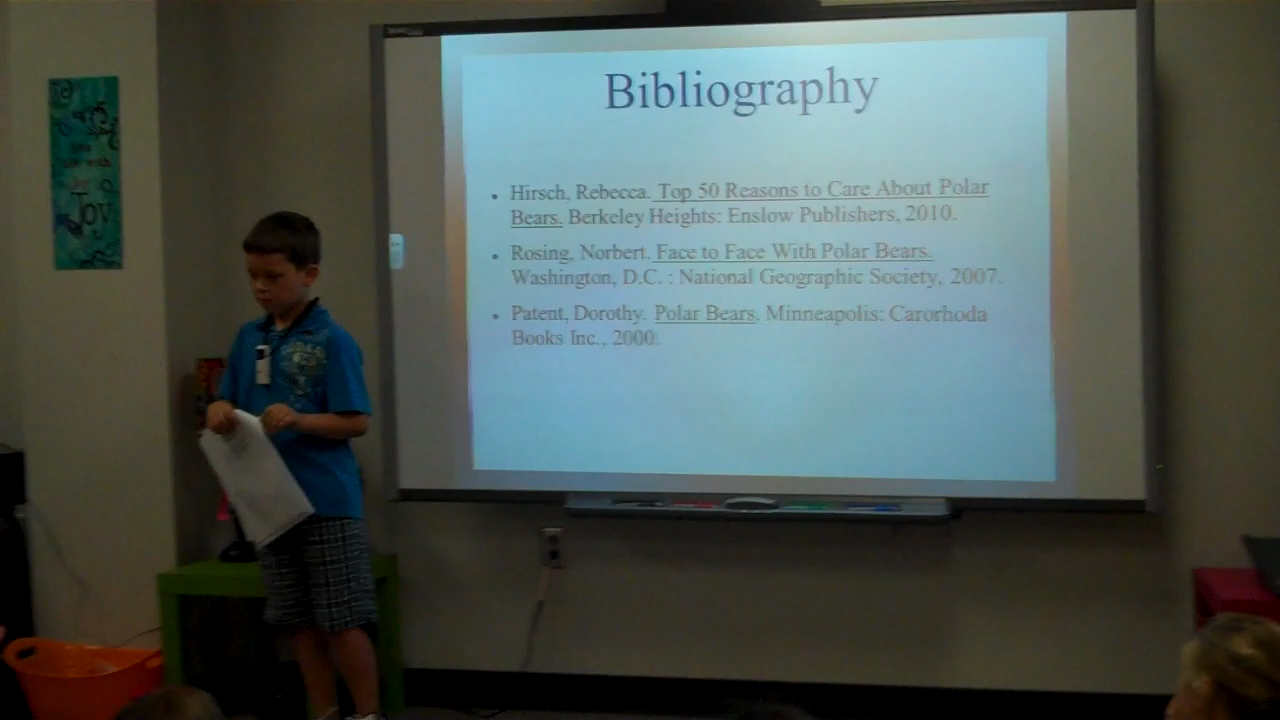 Bibliography
• Hirsch, Rebecca. Top 50 Reasons to Care About Polar
Bears. Berkeley Heights: Enslow Publishers, 2010.
• Rosing, Norbert. Face to Face With Polar Bears.
Washington, D.C. : National Geographic Society, 2007.
• Patent, Dorothy. Polar Bears. Minneapolis: Carorhoda
Books Inc., 2000.
Joy